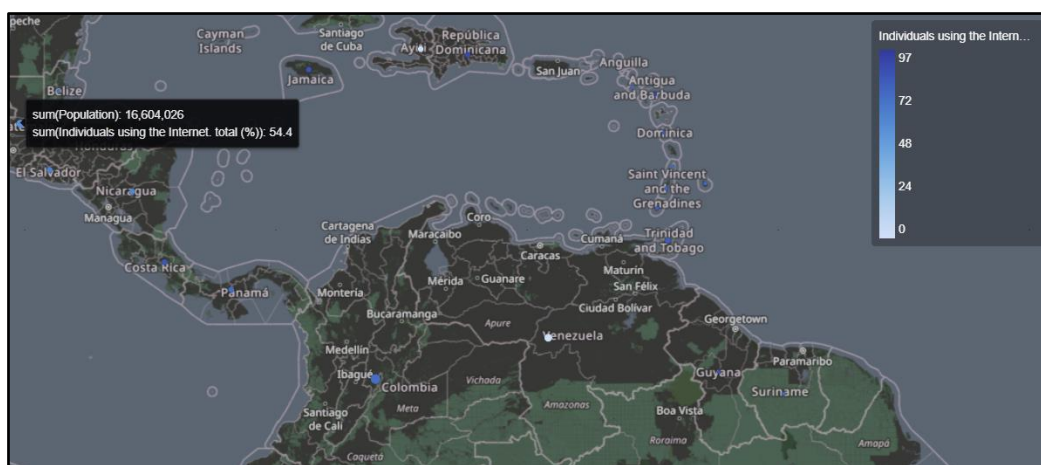 peche
Cayman
Islands
Santiago
de Cuba
Ayiti
República
Dominicana
Jamaica
San Juan
Anguilla
Antigua
and Barbuda
Belize
Dominica
sum(Population): 16,604,026
sum(Individuals using the Internet. total (%)): 54.4
Honduras
El Salvador
Nicaragua
Managua
Saint Vincent
and the
Grenadines
Costa Rica
Panamá
Cartagena
de Indias
Coro
Maracaibo
Caracas
Cumaná
Trinidad
and Tobago
Maturín
Mérida
Guanare
San Félix
Montería
Ciudad Bolívar
Bucaramanga
Apure
Georgetown
Venezuela
Medellín
Paramaribo
Ibagué
Colombia
Vichada
Guyana
Suriname
Meta
Amazonas
Boa Vista
Santiago
de Cali
Roraima
Amapá
Caquetá
Individuals using the Intern...
97
72
48
24
0